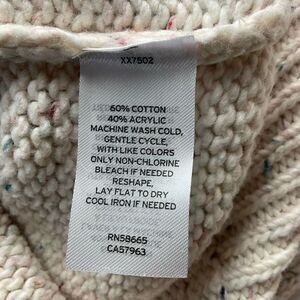 XX7502
60% COTTON
40% ACRYLIC
MACHINE WASH COLD,
GENTLE CYCLE,
WITH LIKE COLORS
ONLY NON-CHLORINE
BLEACH IF NEEDED
RESHAPE,
LAY FLAT TO DRY
COOL IRON IF NEEDED
RN58665
CA57963